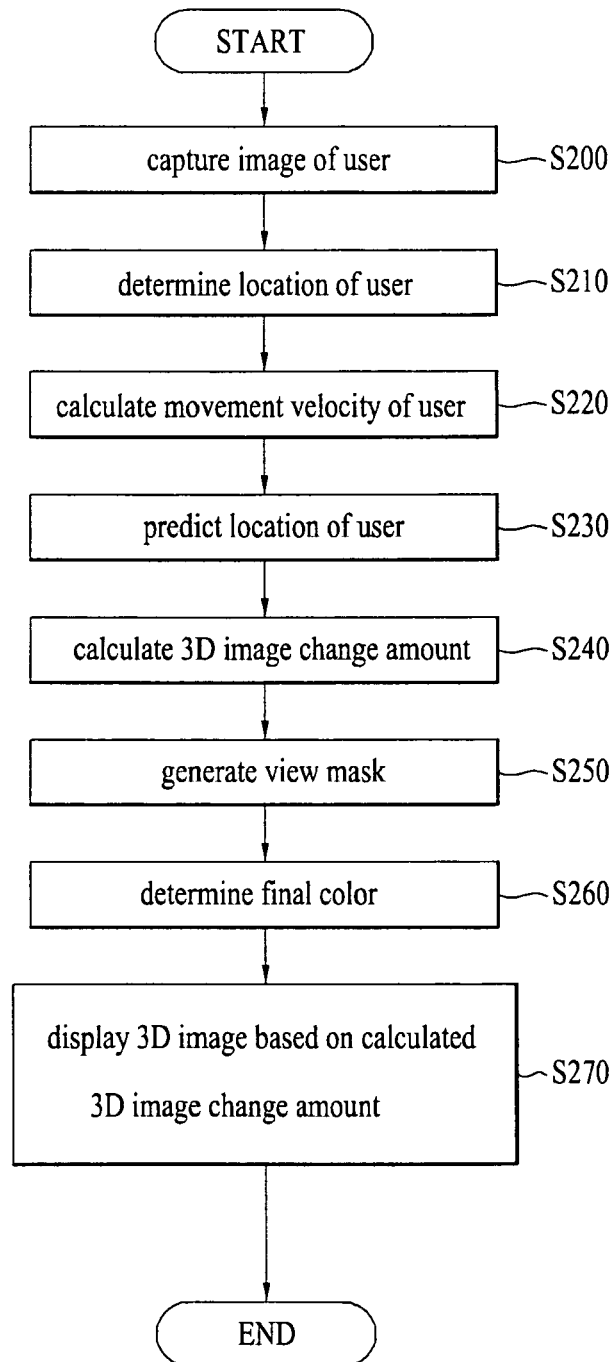 START
capture image of user
S200
determine location of user
S210
calculate movement velocity of user
S220
predict location of user
S230
calculate 3D image change amount
S240
generate view mask
S250
determine final color
S260
display 3D image based on calculated
3D image change amount
S270
END